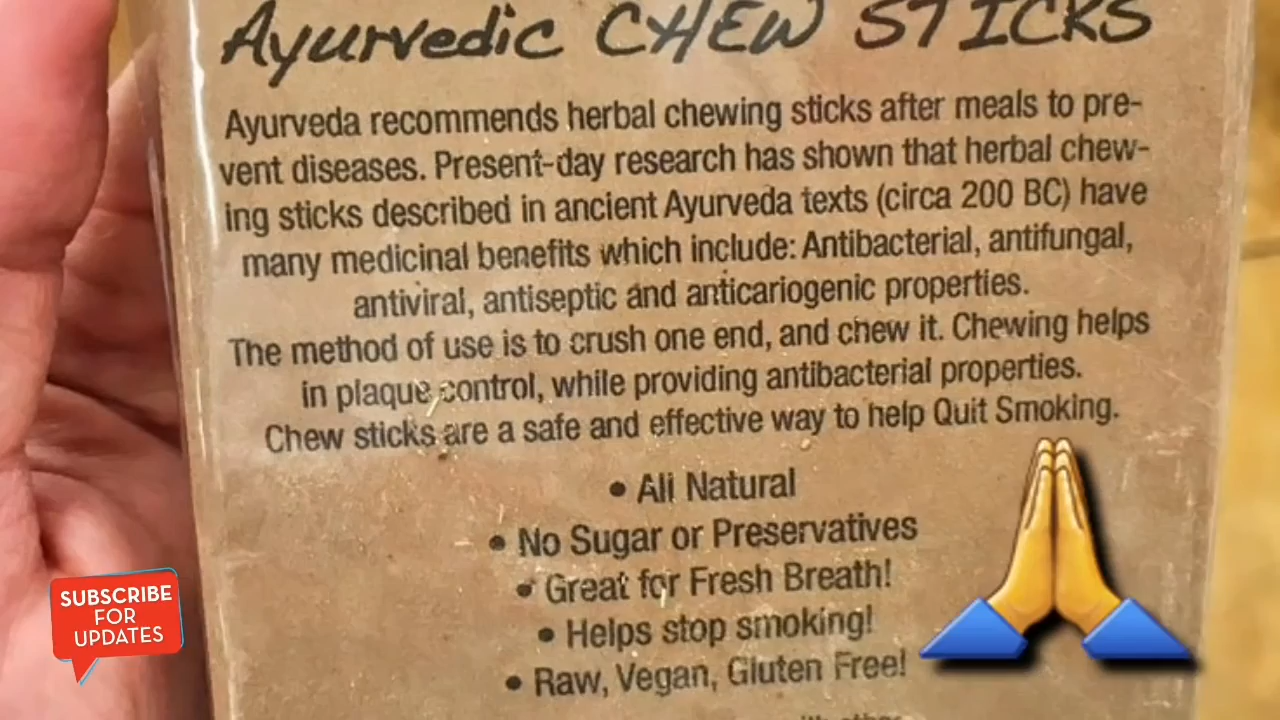 Ayurvedic CHEW STICKS
Ayurveda recommends herbal chewing sticks after meals to pre-
vent diseases. Present-day research has shown that herbal chew-
ing sticks described in ancient Ayurveda texts (circa 200 BC) have
many medicinal benefits which include: Antibacterial, antifungal,
antiviral, antiseptic and anticariogenic properties.
The method of use is to crush one end, and chew it. Chewing helps
in plaque control, while providing antibacterial properties.
Chew sticks are a safe and effective way to help Quit Smoking.
• All Natural
• No Sugar or Preservatives
• Great for Fresh Breath!
• Helps stop smoking!
• Raw, Vegan, Gluten Free!
SUBSCRIBE
FOR
UPDATES